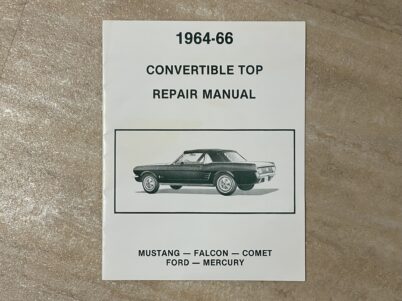 1964-66
CONVERTIBLE TOP
REPAIR MANUAL
MUSTANG — FALCON — COMET
FORD — MERCURY